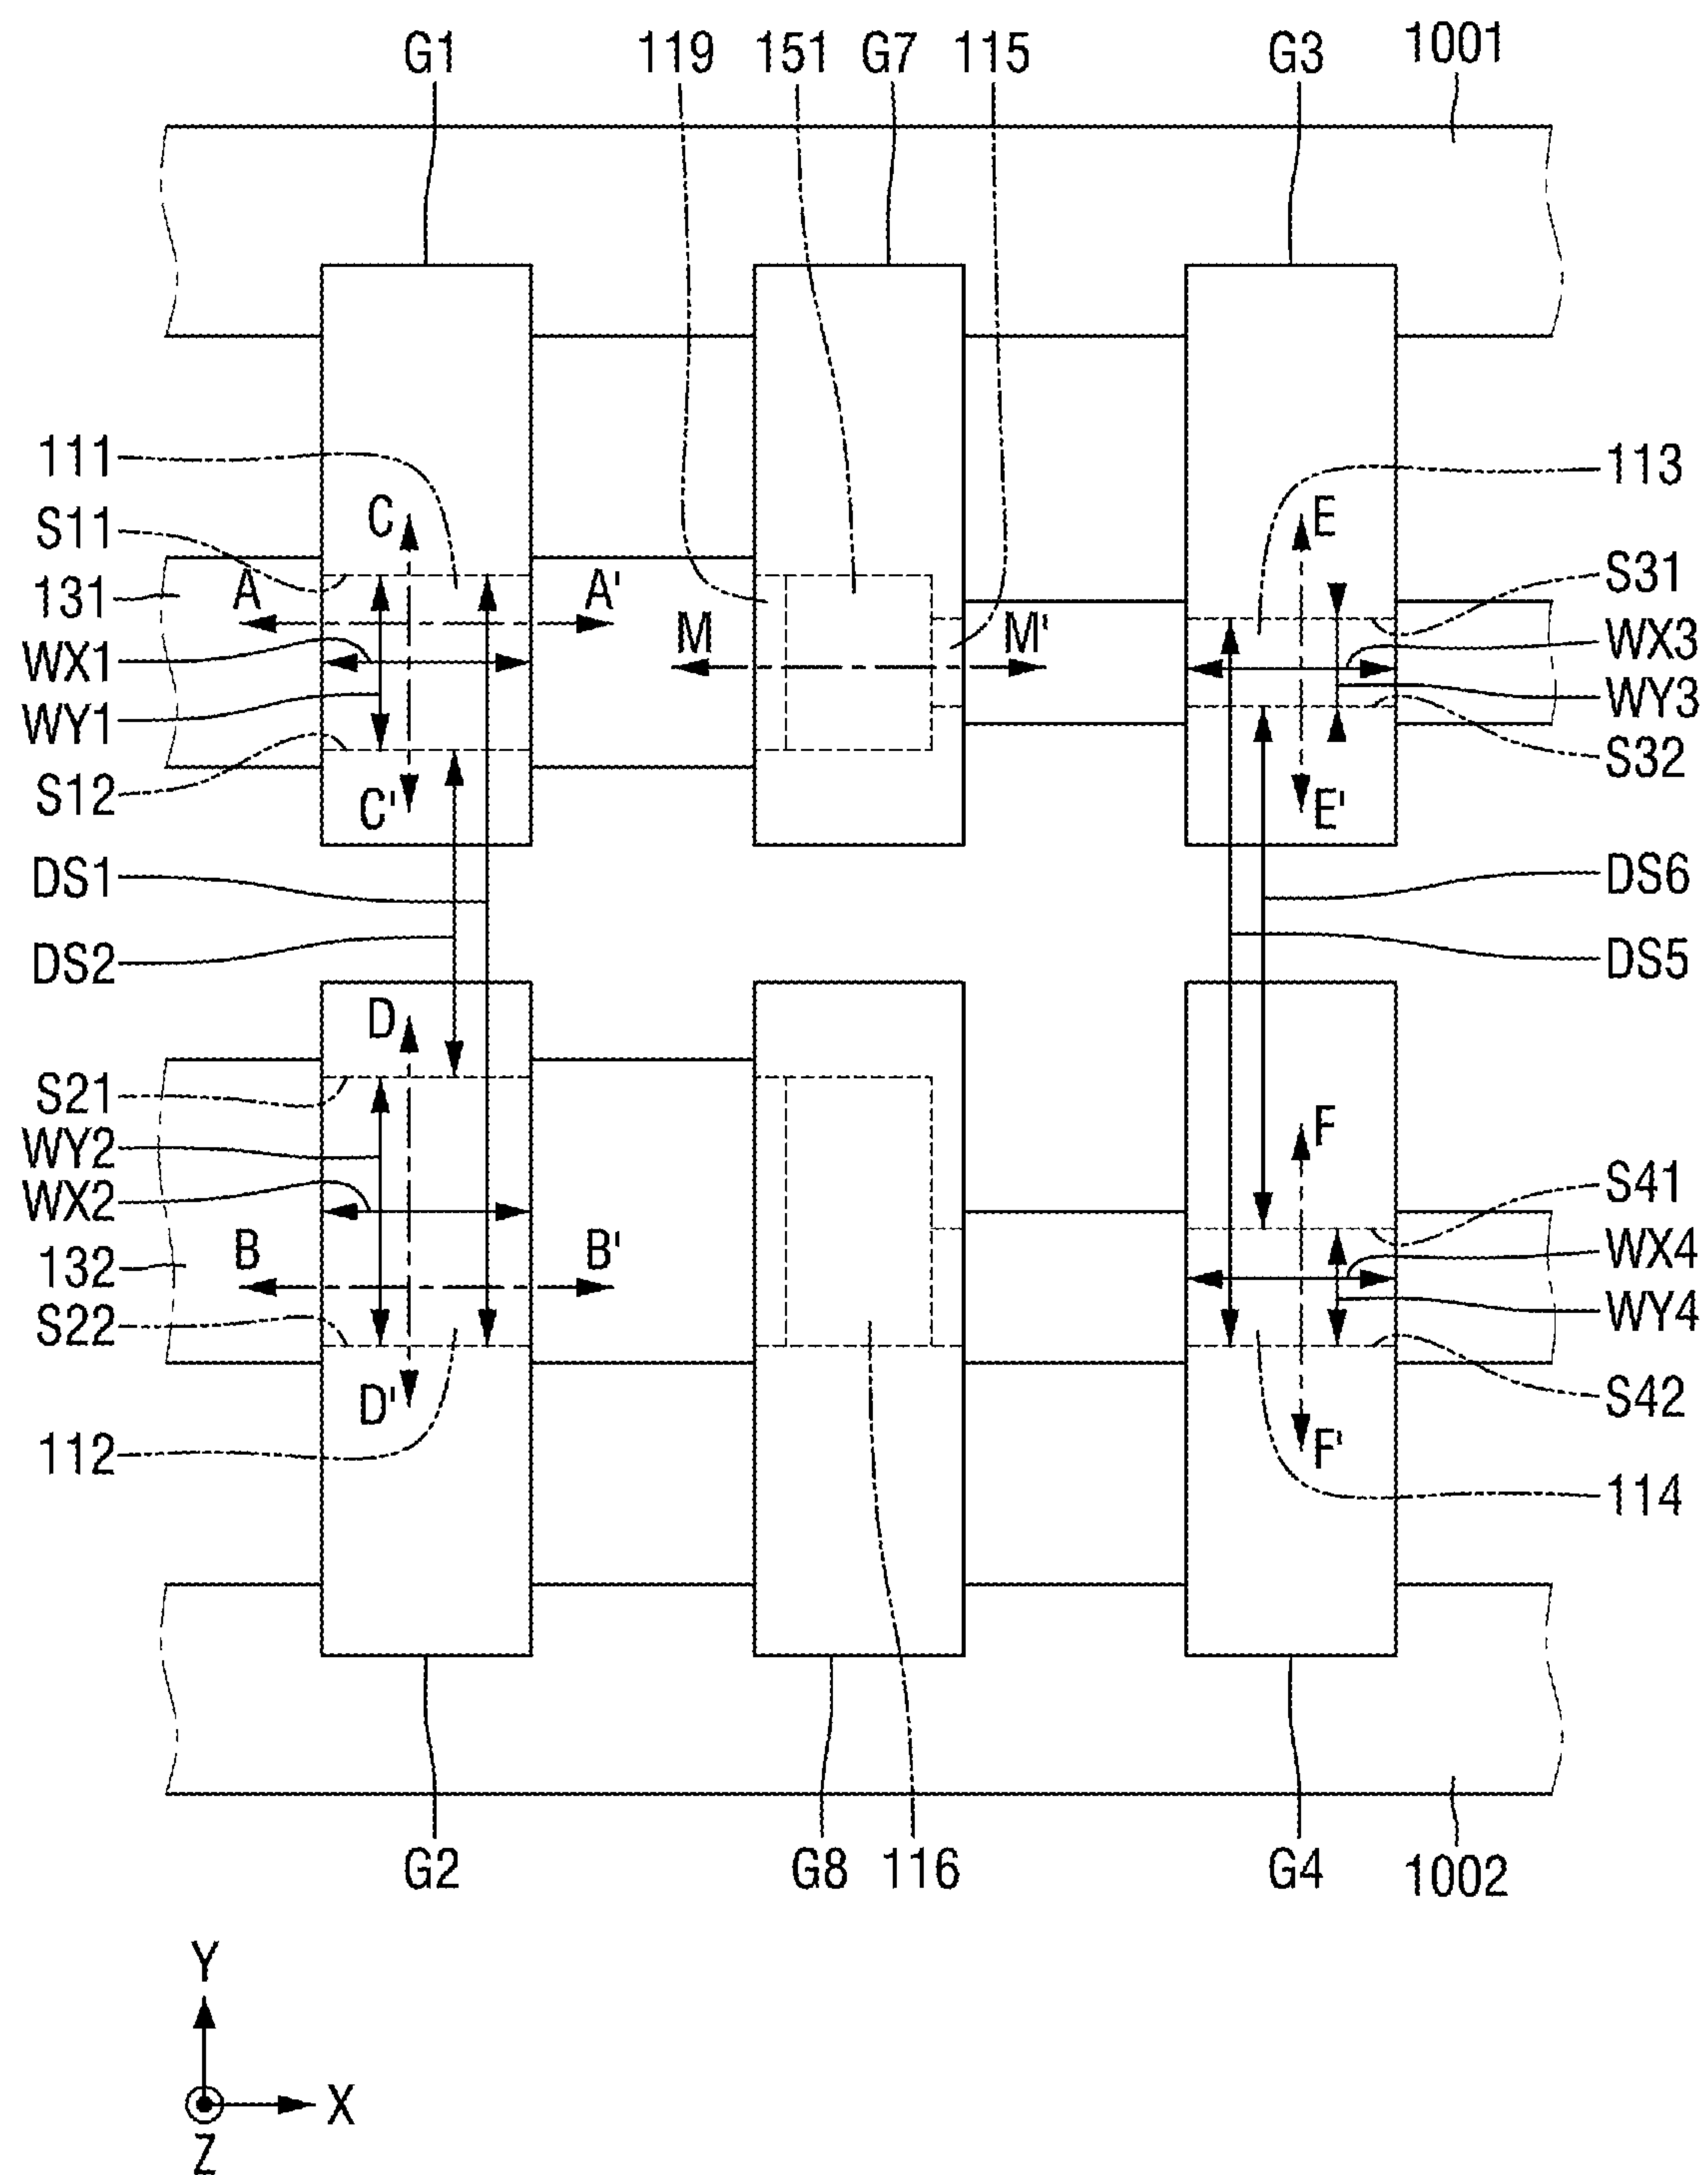 G1 119 151 G7 115 G3 1001
111
C
E
113
S11
S31
131
A
A'
M
M'
WX3
WX1
WY3
WY1
S32
S12
C'
E'
DS1
DS6
DS2
DS5
D
S21
F
WY2
S41
WX2
WX4
B
B'
132
WY4
S22
D'
S42
112
F'
114
G2 G8 116 G4 1002
Y
X
Z